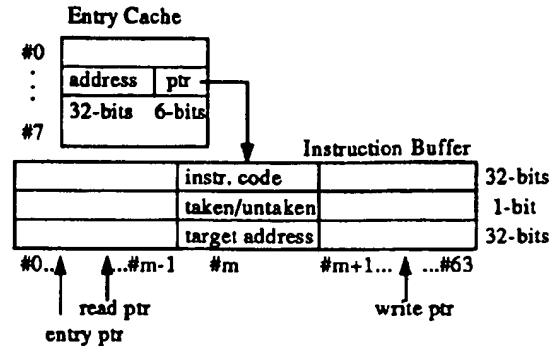 Entry Cache
#0
address ptr
32-bits 6-bits
#7
Instruction Buffer
instr. code 32-bits
taken/untaken 1-bit
target address 32-bits
#0.. ...#m-1 #m #m+1... ...#63
read ptr write ptr
entry ptr